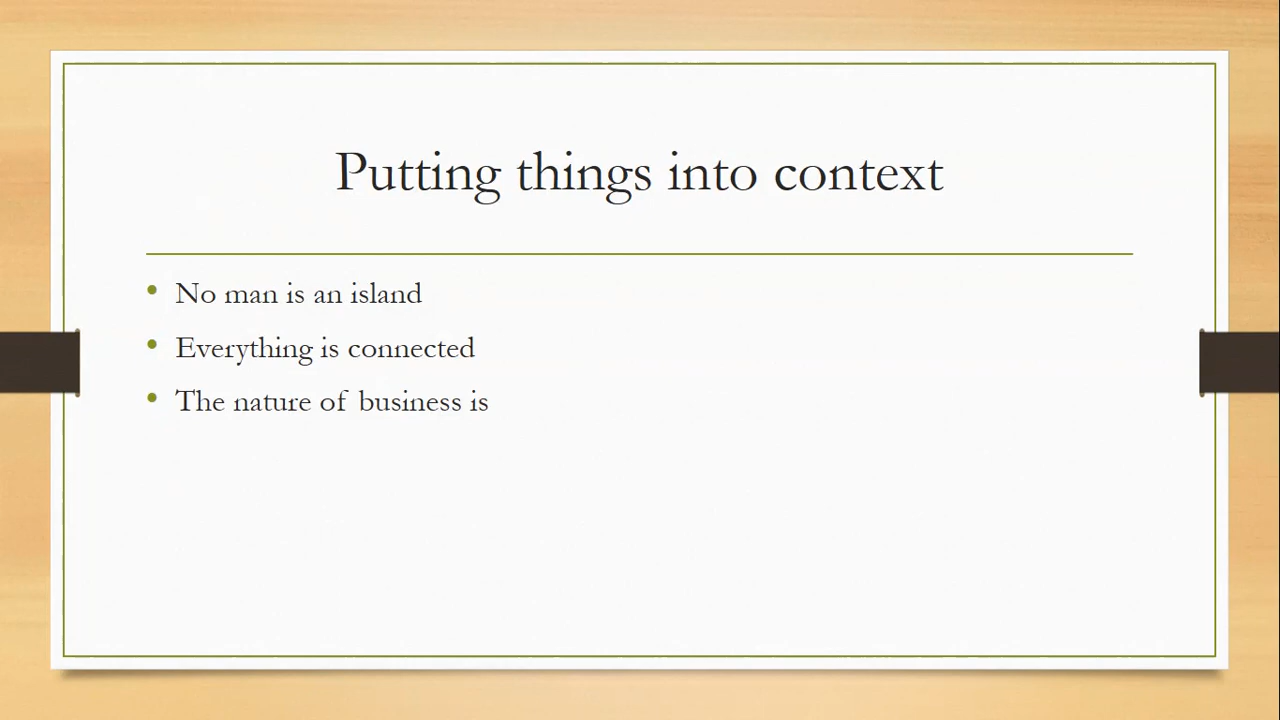 Putting things into context
No man is an island
Everything is connected
The nature of business is